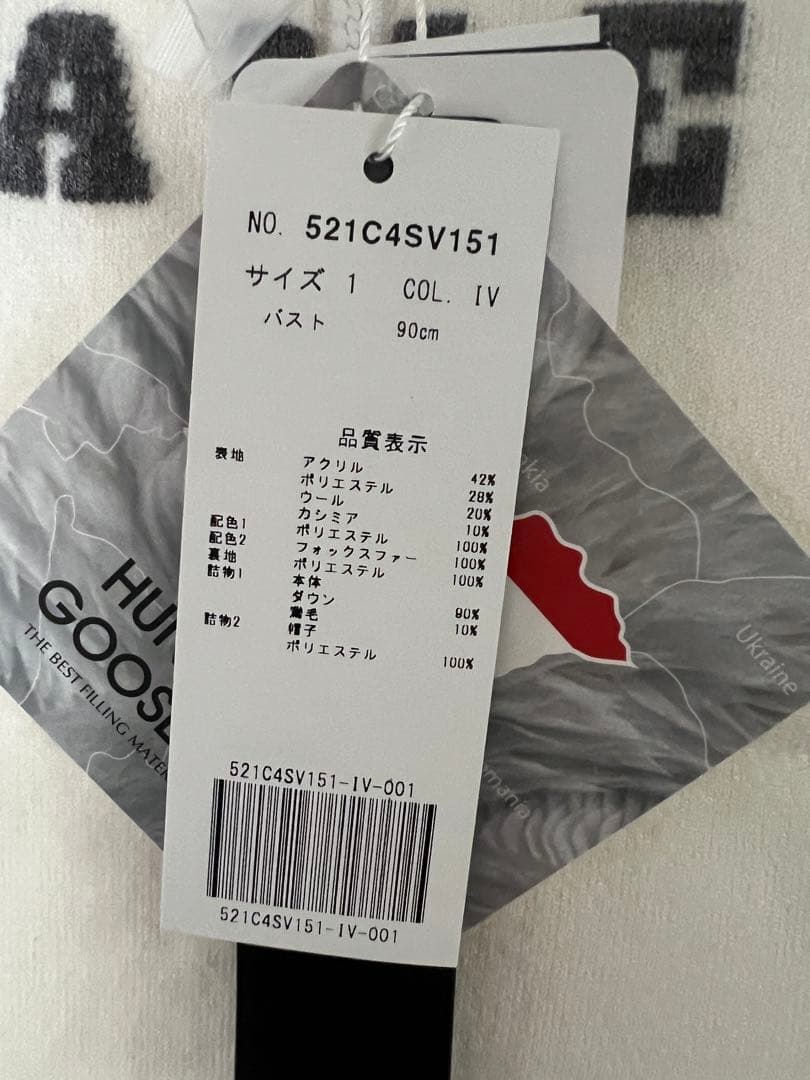 NO. 521C4SV151
サイズ 1 COL. IV
バスト 90cm
品質表示
表地 アクリル 42%
ポリエステル 28%
ウール 20%
カシミア 10%
配色1 ポリエステル 100%
配色2 フォックスファー 100%
裏地 ポリエステル 100%
詰物1 本体
ダウン 90%
羽毛 10%
詰物2 帽子
ポリエステル 100%
521C4SV151-IV-001
521C4SV151-IV-001
HUN
GOOSE
THE BEST FILLING MATER
Ukraine